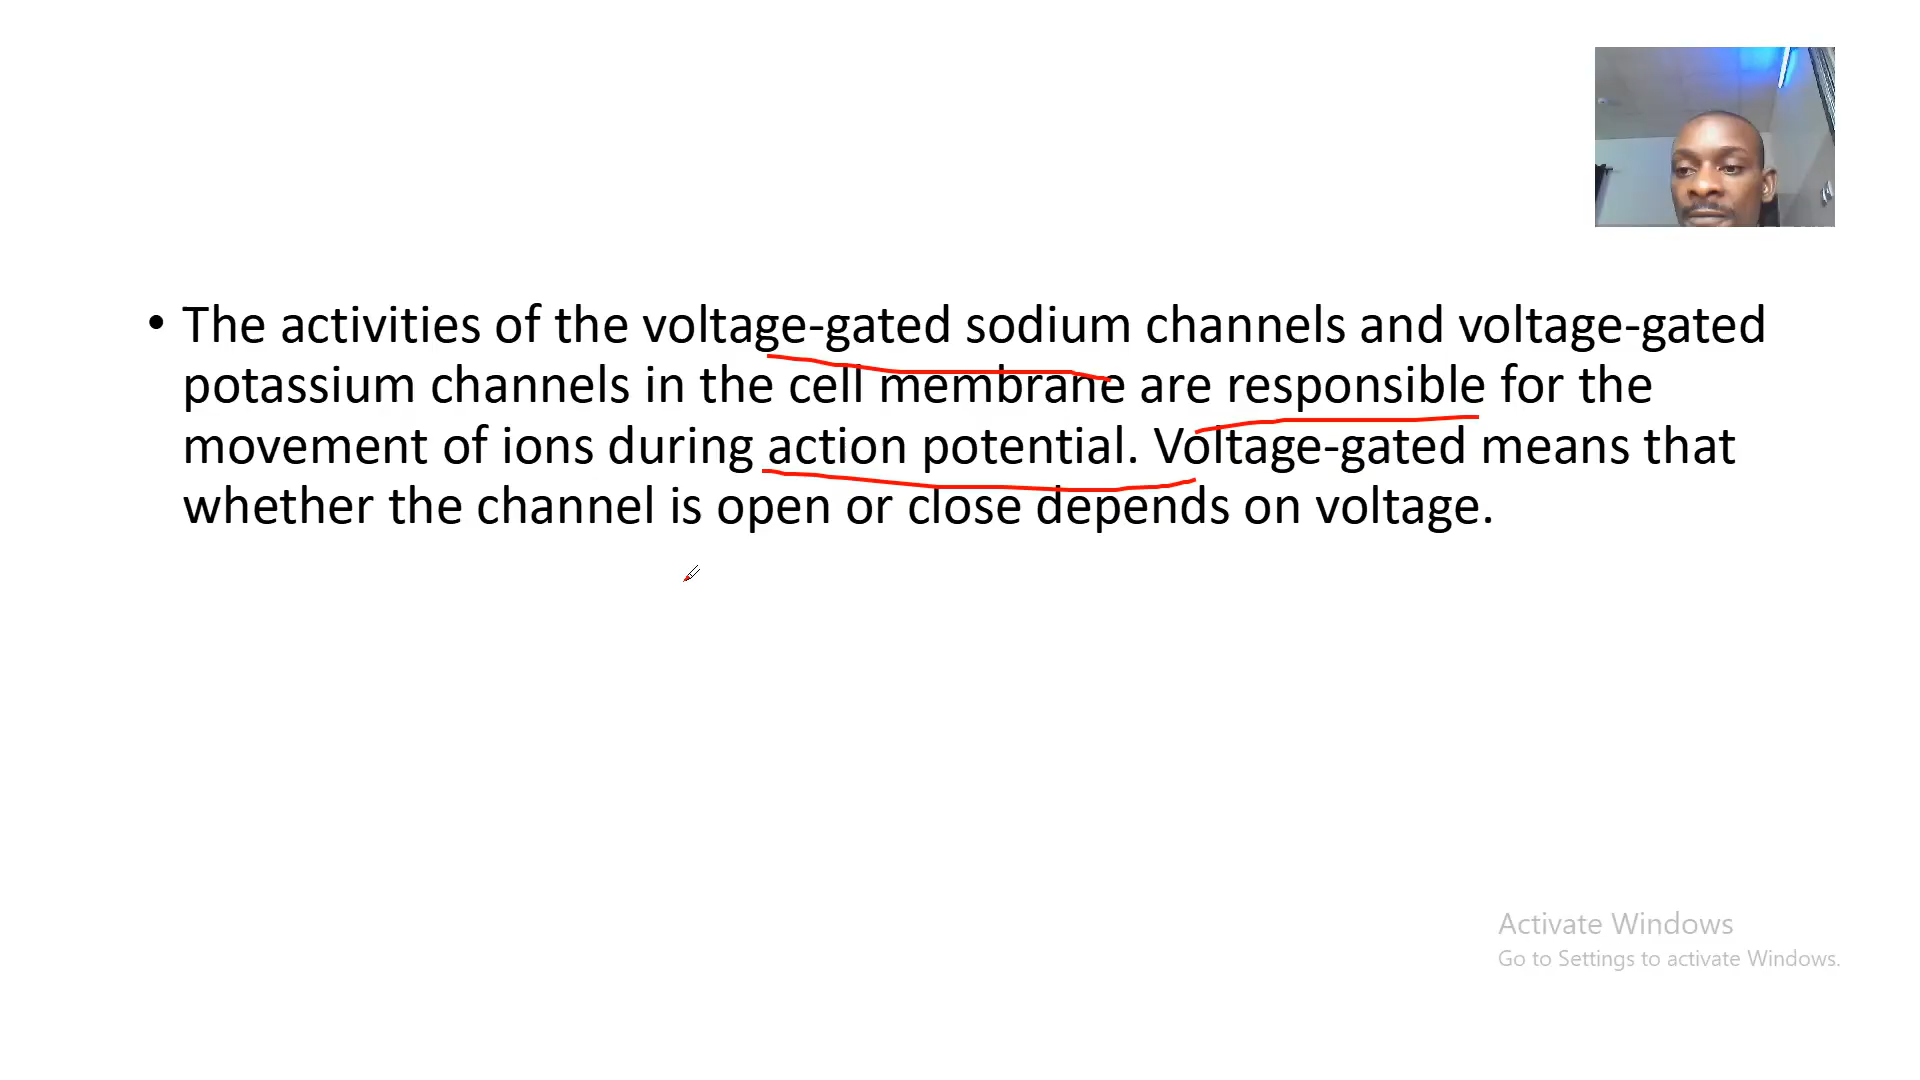 • The activities of the voltage-gated sodium channels and voltage-gated
potassium channels in the cell membrane are responsible for the
movement of ions during action potential. Voltage-gated means that
whether the channel is open or close depends on voltage.
Activate Windows
Go to Settings to activate Windows.